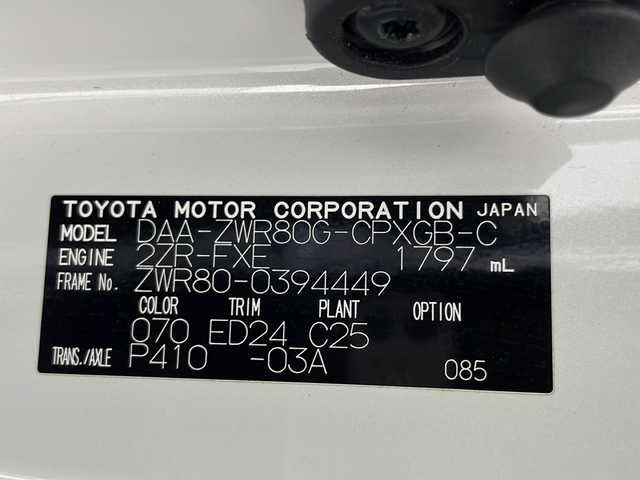 TOYOTA MOTOR CORPORATION JAPAN
MODEL DAA-ZWR80G-CPXGB-C
ENGINE 2ZR-FXE 1797 mL
FRAME No. ZWR80-0394449
COLOR TRIM PLANT OPTION
070 ED24 C25
TRANS./AXLE P410 -03A 085